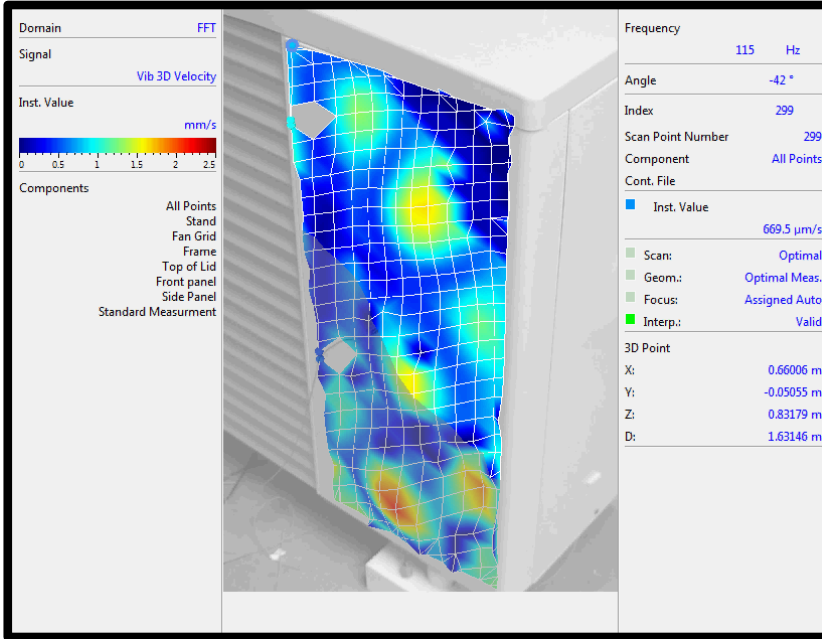 Domain FFT
Signal
Vib 3D Velocity
Inst. Value
mm/s
0 0.5 1 1.5 2 2.5
Components
All Points
Stand
Fan Grid
Frame
Top of Lid
Front panel
Side Panel
Standard Measurment
Frequency
115 Hz
Angle -42 °
Index 299
Scan Point Number 299
Component All Points
Cont. File
Inst. Value
669.5 µm/s
Scan: Optimal
Geom.: Optimal Meas.
Focus: Assigned Auto
Interp.: Valid
3D Point
X: 0.66006 m
Y: -0.05055 m
Z: 0.83179 m
D: 1.63146 m